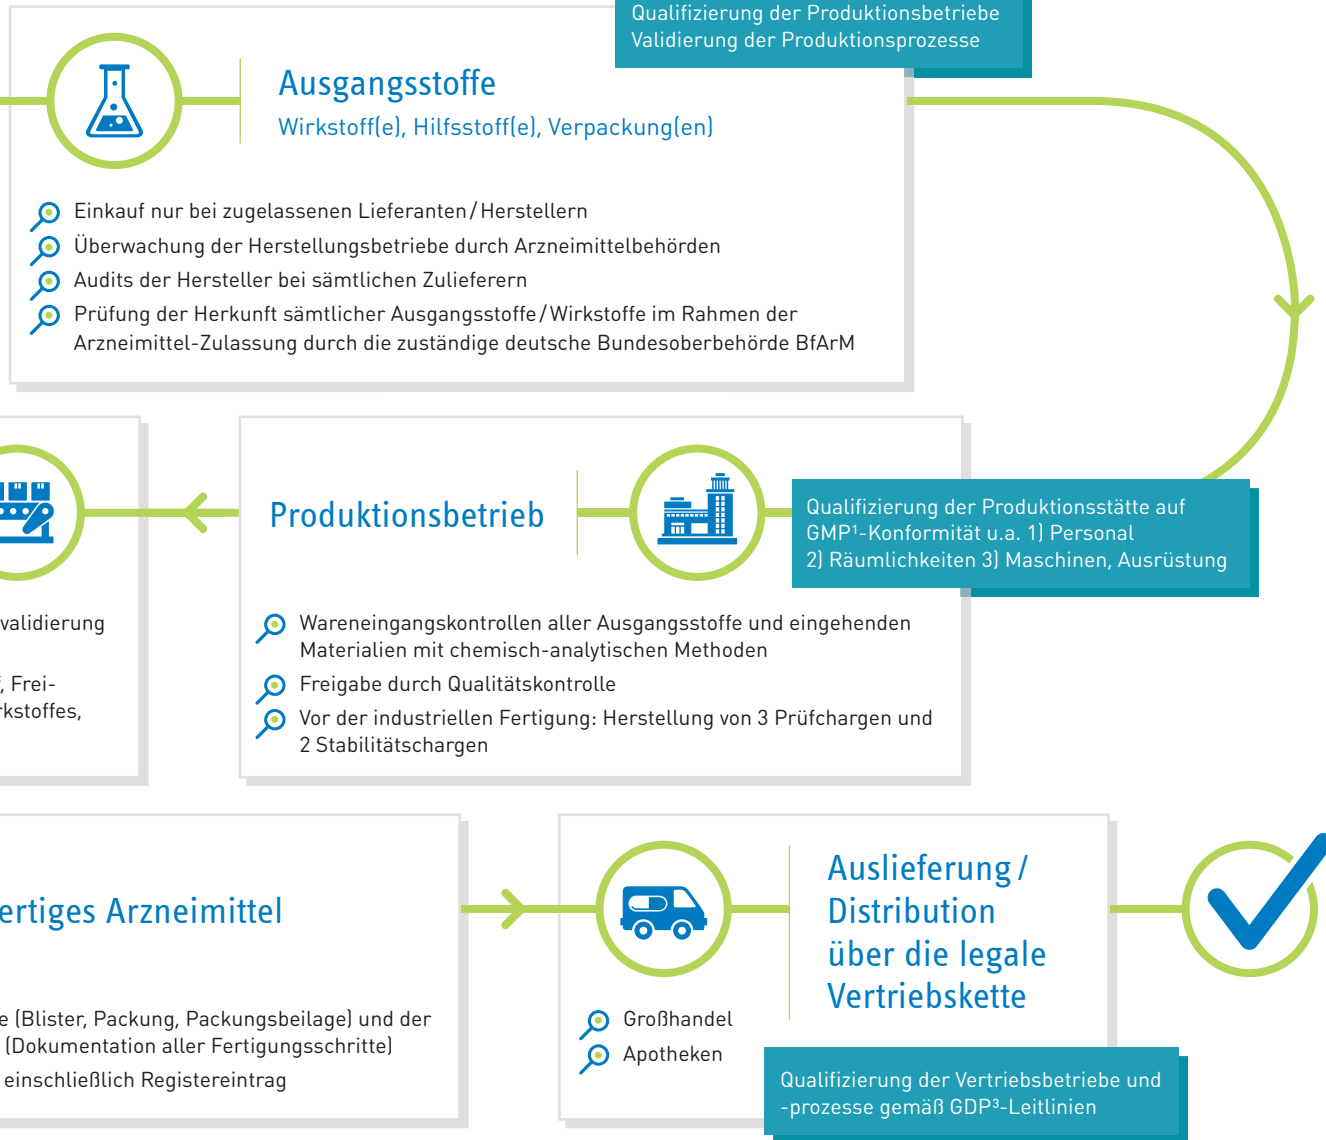 Qualifizierung der Produktionsbetriebe
Validierung der Produktionsprozesse
Ausgangsstoffe
Wirkstoff(e), Hilfsstoff(e), Verpackung(en)
Einkauf nur bei zugelassenen Lieferanten/Herstellern
Überwachung der Herstellungsbetriebe durch Arzneimittelbehörden
Audits der Hersteller bei sämtlichen Zulieferern
Prüfung der Herkunft sämtlicher Ausgangsstoffe/Wirkstoffe im Rahmen der
Arzneimittel-Zulassung durch die zuständige deutsche Bundesoberbehörde BfArM
validierung
, Frei-
rkstoffes,
Produktionsbetrieb
Qualifizierung der Produktionsstätte auf
GMP¹-Konformität u.a. 1) Personal
2) Räumlichkeiten 3) Maschinen, Ausrüstung
Wareneingangskontrollen aller Ausgangsstoffe und eingehenden
Materialien mit chemisch-analytischen Methoden
Freigabe durch Qualitätskontrolle
Vor der industriellen Fertigung: Herstellung von 3 Prüfchargen und
2 Stabilitätschargen
ertiges Arzneimittel
e (Blister, Packung, Packungsbeilage) und der
(Dokumentation aller Fertigungsschritte)
einschließlich Registereintrag
Auslieferung/
Distribution
über die legale
Vertriebskette
Großhandel
Apotheken
Qualifizierung der Vertriebsbetriebe und
-prozesse gemäß GDP³-Leitlinien